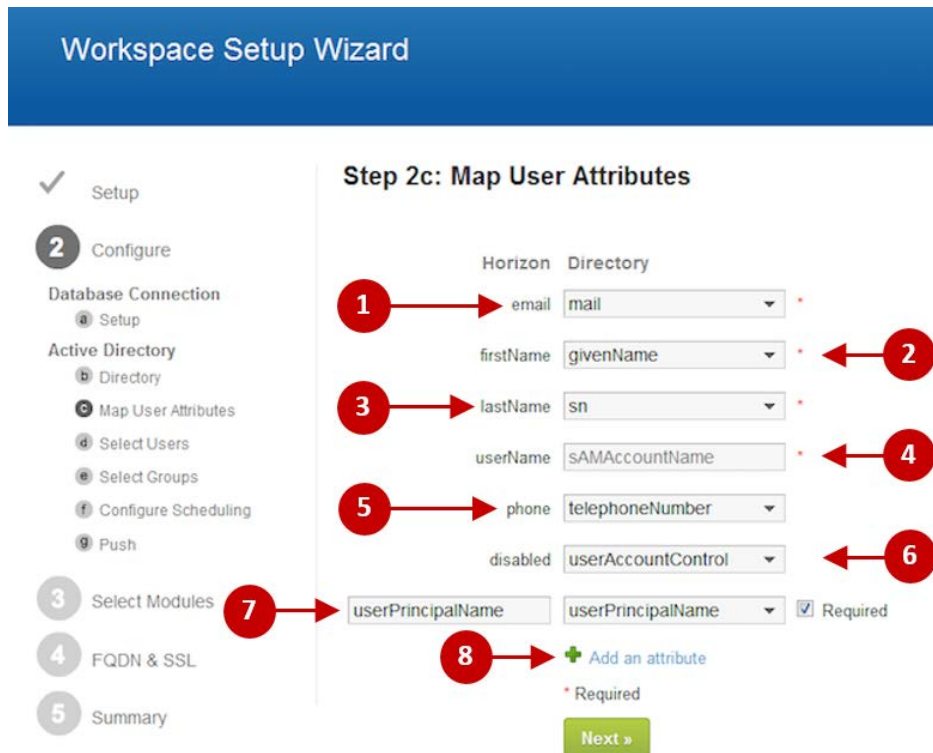 Workspace Setup Wizard
Setup
2 Configure
Database Connection
a Setup
Active Directory
b Directory
c Map User Attributes
d Select Users
e Select Groups
f Configure Scheduling
g Push
3 Select Modules
4 FQDN & SSL
5 Summary
Step 2c: Map User Attributes
Horizon Directory
1 email mail *
firstName givenName * 2
3 lastName sn *
userName sAMAccountName * 4
5 phone telephoneNumber
disabled userAccountControl 6
7 userPrincipalName userPrincipalName Required
8 Add an attribute
* Required
Next »